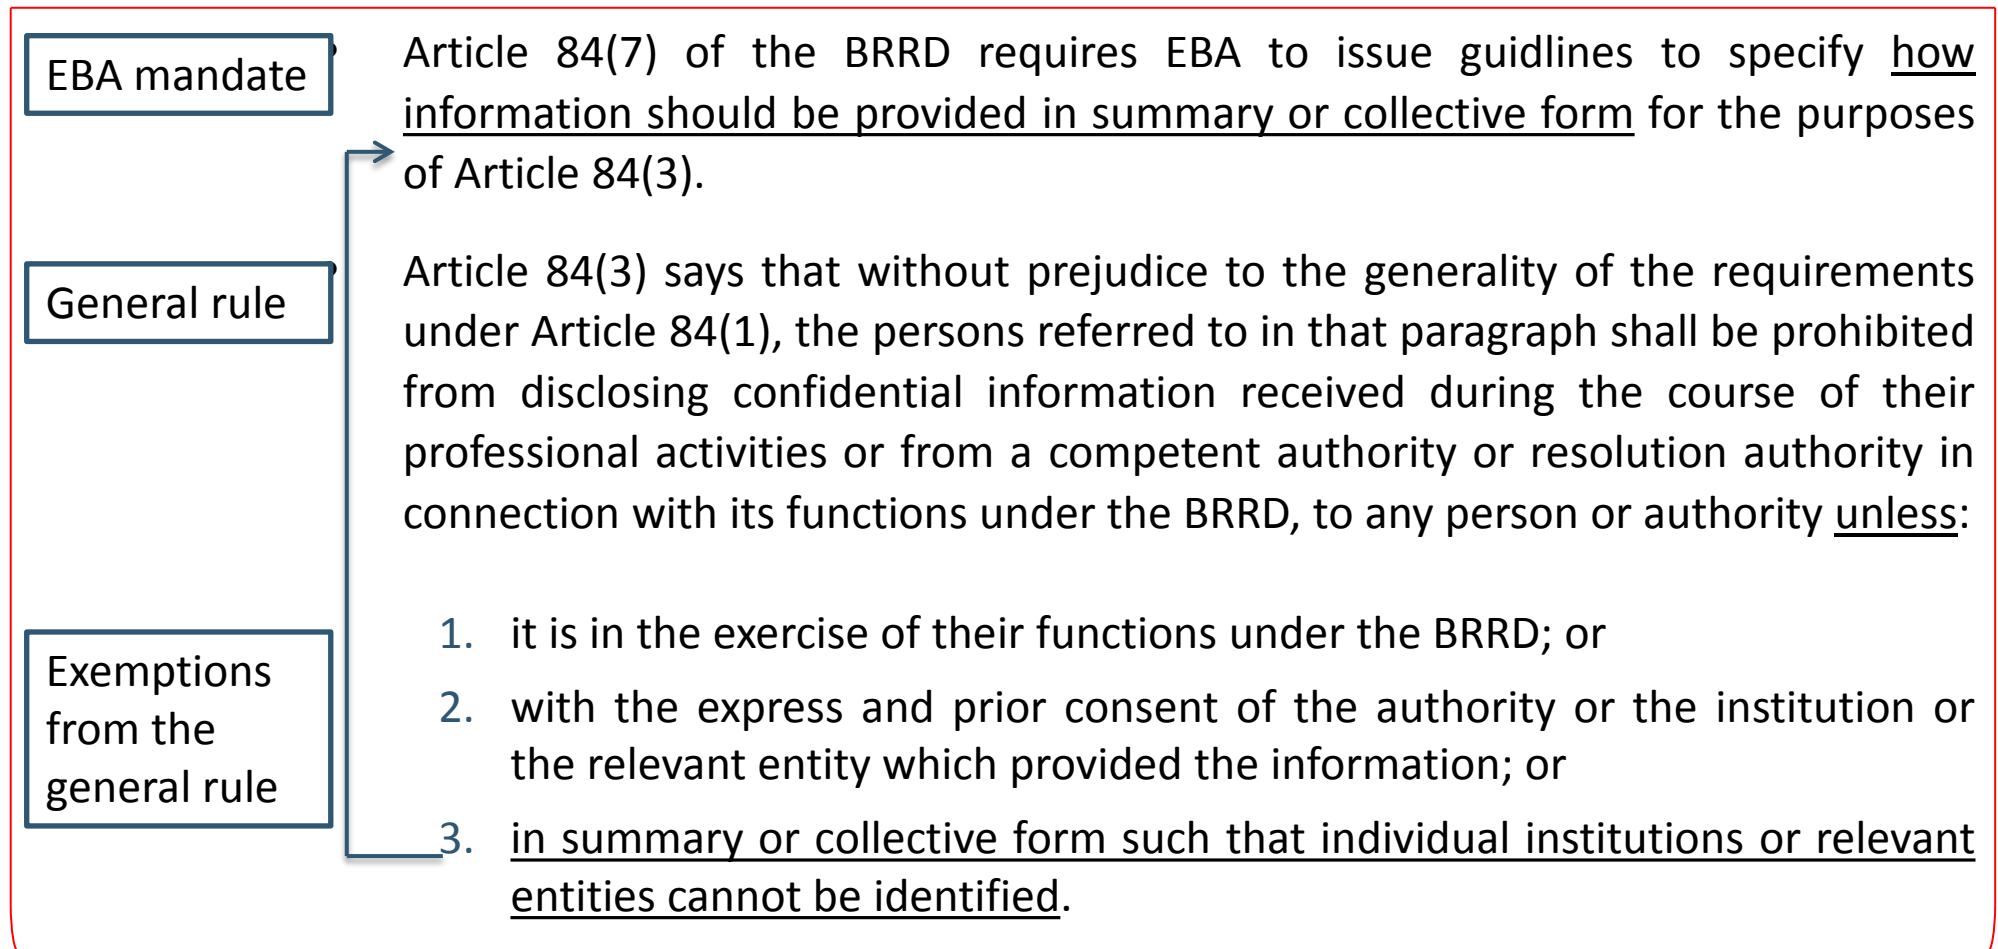 EBA mandate
• Article 84(7) of the BRRD requires EBA to issue guidlines to specify how
information should be provided in summary or collective form for the purposes
of Article 84(3).
General rule
• Article 84(3) says that without prejudice to the generality of the requirements
under Article 84(1), the persons referred to in that paragraph shall be prohibited
from disclosing confidential information received during the course of their
professional activities or from a competent authority or resolution authority in
connection with its functions under the BRRD, to any person or authority unless:
Exemptions
from the
general rule
1. it is in the exercise of their functions under the BRRD; or
2. with the express and prior consent of the authority or the institution or
the relevant entity which provided the information; or
3. in summary or collective form such that individual institutions or relevant
entities cannot be identified.